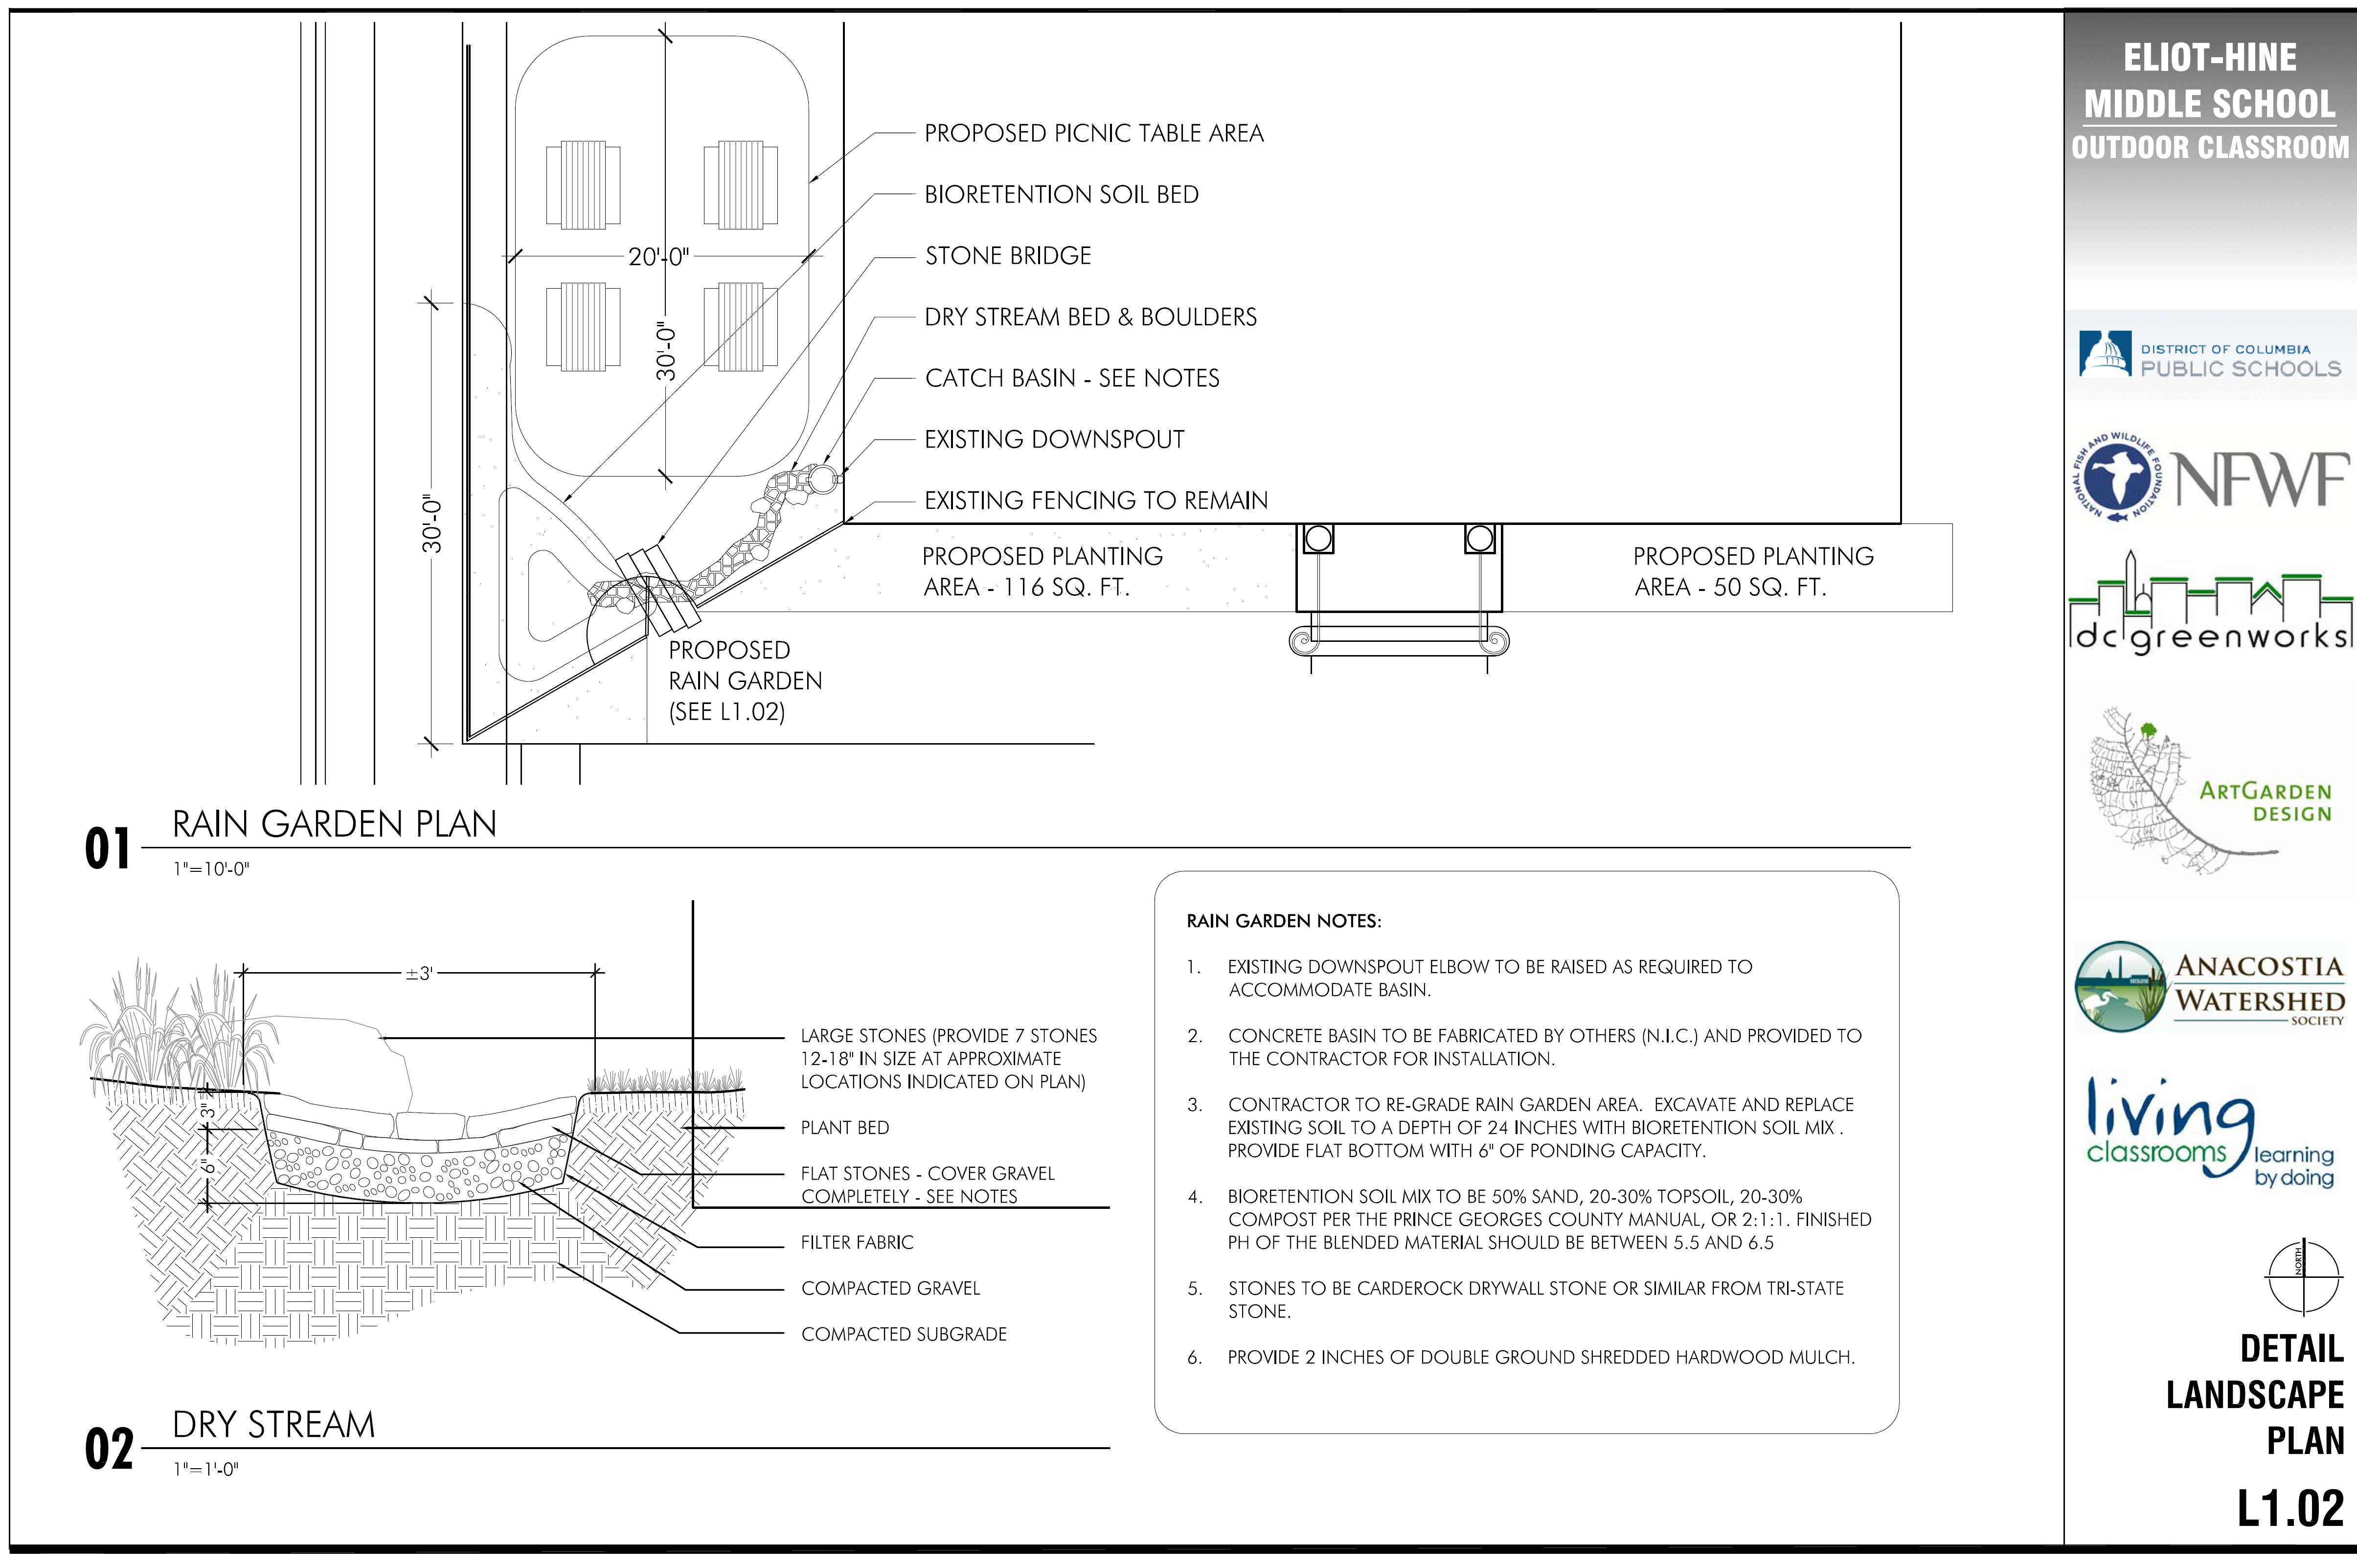 PROPOSED PICNIC TABLE AREA
BIORETENTION SOIL BED
STONE BRIDGE
DRY STREAM BED & BOULDERS
CATCH BASIN - SEE NOTES
EXISTING DOWNSPOUT
EXISTING FENCING TO REMAIN
20'-0"
30'-0"
30'-0"
PROPOSED PLANTING
AREA - 116 SQ. FT.
PROPOSED PLANTING
AREA - 50 SQ. FT.
PROPOSED
RAIN GARDEN
(SEE L1.02)
01
RAIN GARDEN PLAN
1"=10'-0"
±3'
3"
6"
LARGE STONES (PROVIDE 7 STONES
12-18" IN SIZE AT APPROXIMATE
LOCATIONS INDICATED ON PLAN)
PLANT BED
FLAT STONES - COVER GRAVEL
COMPLETELY - SEE NOTES
FILTER FABRIC
COMPACTED GRAVEL
COMPACTED SUBGRADE
02
DRY STREAM
1"=1'-0"
RAIN GARDEN NOTES:
1. EXISTING DOWNSPOUT ELBOW TO BE RAISED AS REQUIRED TO
ACCOMMODATE BASIN.
2. CONCRETE BASIN TO BE FABRICATED BY OTHERS (N.I.C.) AND PROVIDED TO
THE CONTRACTOR FOR INSTALLATION.
3. CONTRACTOR TO RE-GRADE RAIN GARDEN AREA. EXCAVATE AND REPLACE
EXISTING SOIL TO A DEPTH OF 24 INCHES WITH BIORETENTION SOIL MIX .
PROVIDE FLAT BOTTOM WITH 6" OF PONDING CAPACITY.
4. BIORETENTION SOIL MIX TO BE 50% SAND, 20-30% TOPSOIL, 20-30%
COMPOST PER THE PRINCE GEORGES COUNTY MANUAL, OR 2:1:1. FINISHED
PH OF THE BLENDED MATERIAL SHOULD BE BETWEEN 5.5 AND 6.5
5. STONES TO BE CARDEROCK DRYWALL STONE OR SIMILAR FROM TRI-STATE
STONE.
6. PROVIDE 2 INCHES OF DOUBLE GROUND SHREDDED HARDWOOD MULCH.
ELIOT-HINE
MIDDLE SCHOOL
OUTDOOR CLASSROOM
DISTRICT OF COLUMBIA
PUBLIC SCHOOLS
NATIONAL FISH AND WILDLIFE FOUNDATION
NFWF
dcgreenworks
ARTGARDEN
DESIGN
ANACOSTIA
WATERSHED
SOCIETY
living
classrooms
learning
by doing
NORTH
DETAIL
LANDSCAPE
PLAN
L1.02